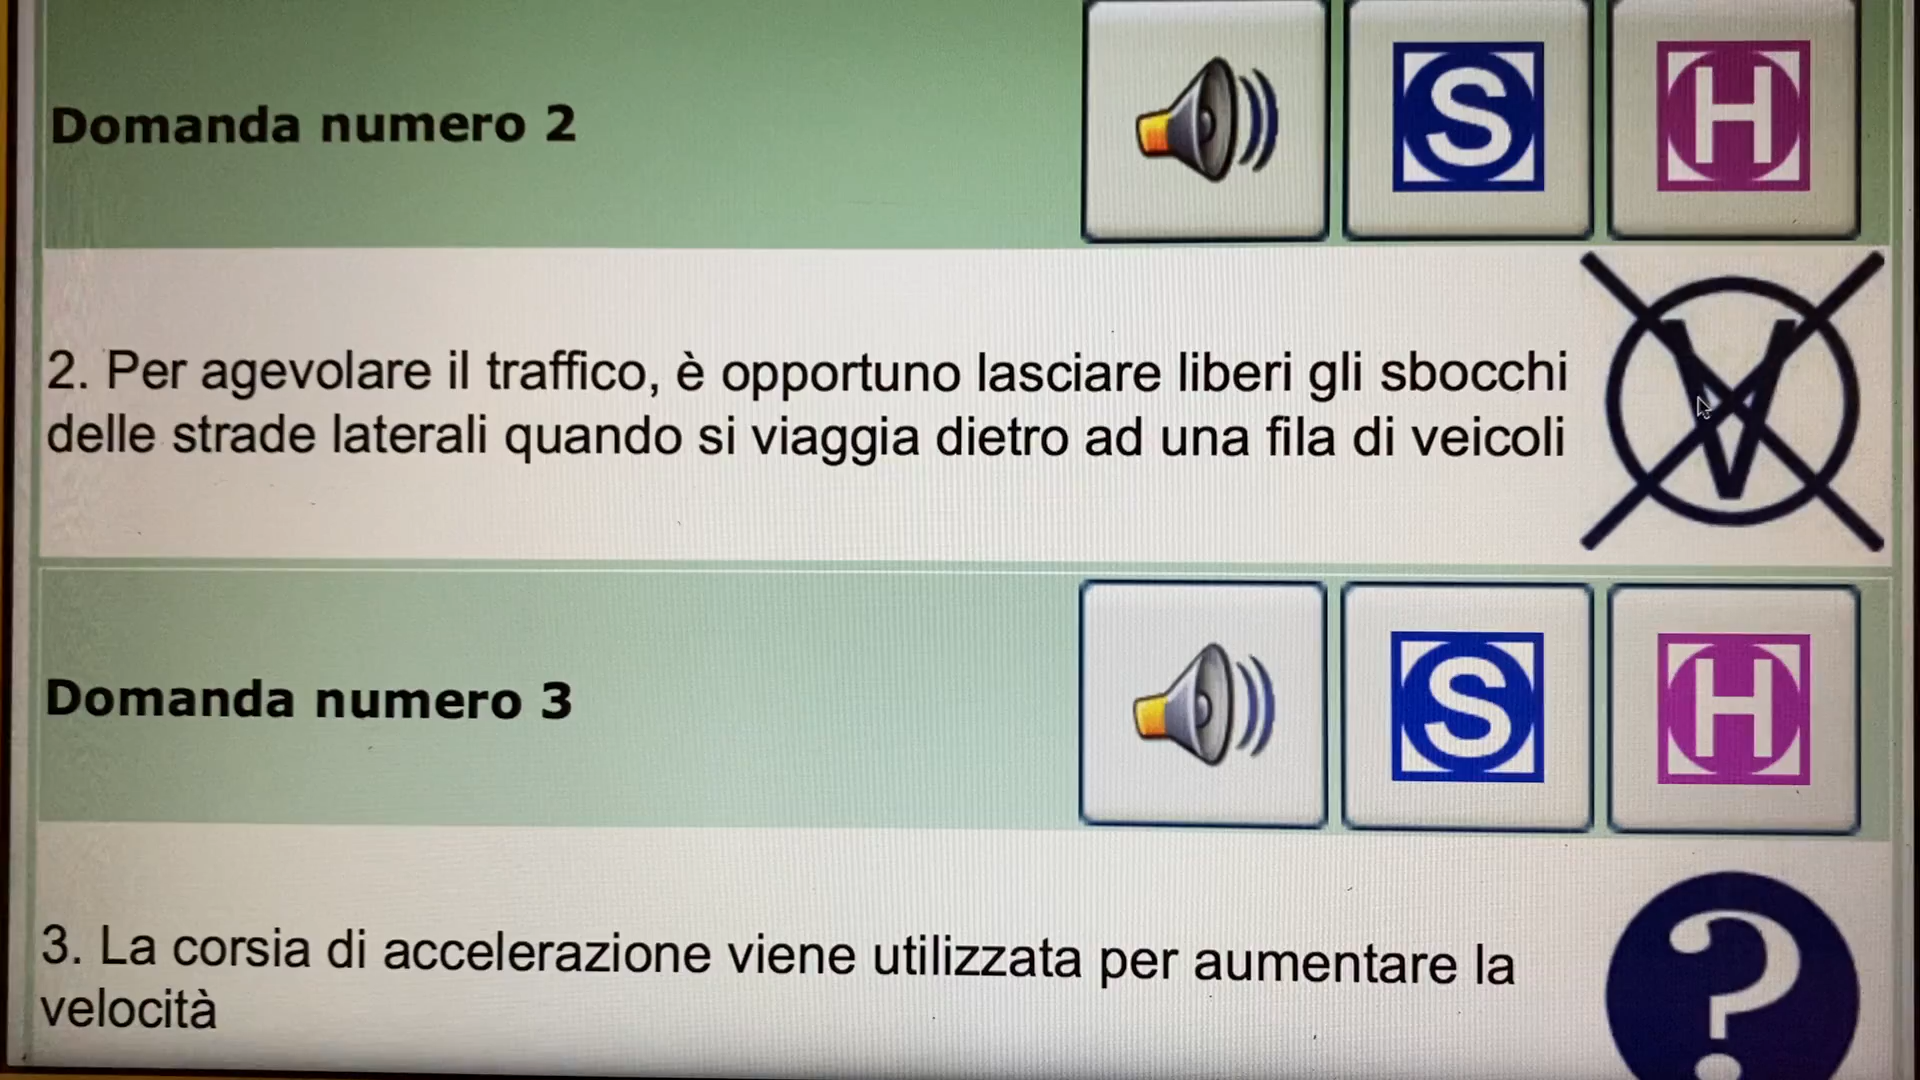 Domanda numero 2
S
H
2. Per agevolare il traffico, è opportuno lasciare liberi gli sbocchi
delle strade laterali quando si viaggia dietro ad una fila di veicoli
V
Domanda numero 3
S
H
3. La corsia di accelerazione viene utilizzata per aumentare la
velocità
?